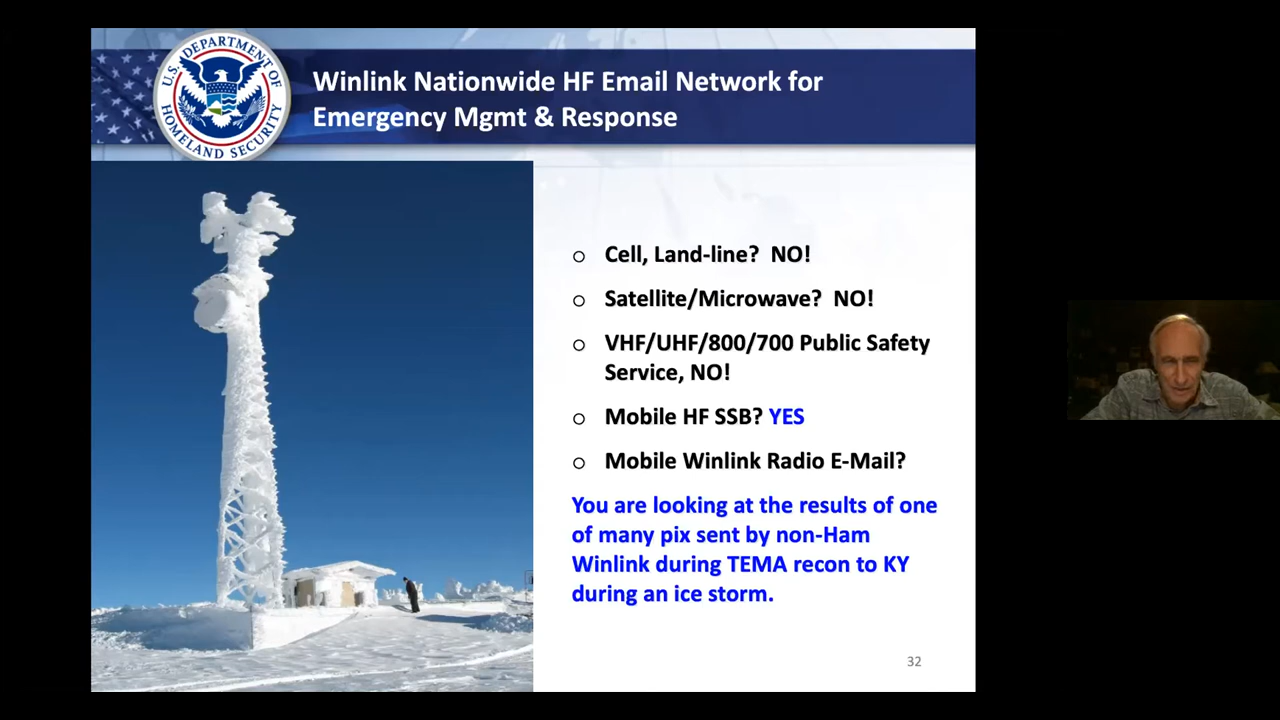 U.S. DEPARTMENT OF
HOMELAND SECURITY
Winlink Nationwide HF Email Network for
Emergency Mgmt & Response
o Cell, Land-line?  NO!
o Satellite/Microwave?  NO!
o VHF/UHF/800/700 Public Safety
Service, NO!
o Mobile HF SSB? YES
o Mobile Winlink Radio E-Mail?
You are looking at the results of one
of many pix sent by non-Ham
Winlink during TEMA recon to KY
during an ice storm.
32